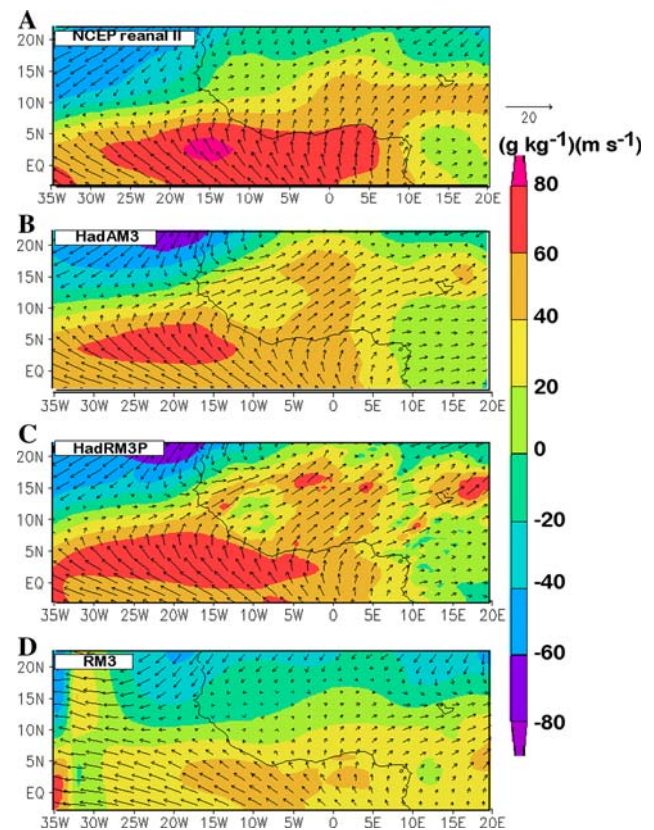 A
NCEP reanal II
20N
15N
10N
5N
EQ
35W 30W 25W 20W 15W 10W 5W 0 5E 10E 15E 20E
B
HadAM3
20N
15N
10N
5N
EQ
35W 30W 25W 20W 15W 10W 5W 0 5E 10E 15E 20E
C
HadRM3P
20N
15N
10N
5N
EQ
35W 30W 25W 20W 15W 10W 5W 0 5E 10E 15E 20E
D
RM3
20N
15N
10N
5N
EQ
35W 30W 25W 20W 15W 10W 5W 0 5E 10E 15E 20E
20
(g kg⁻¹)(m s⁻¹)
80
60
40
20
0
-20
-40
-60
-80